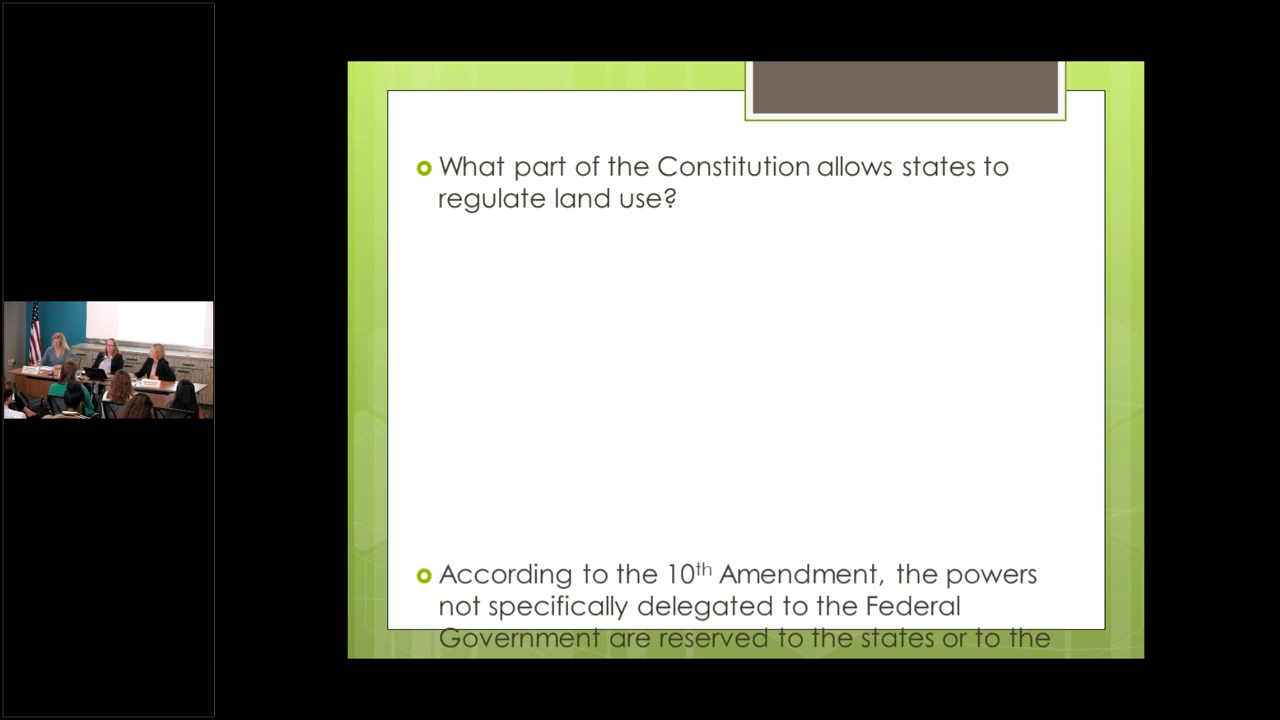 What part of the Constitution allows states to
regulate land use?
According to the 10th Amendment, the powers
not specifically delegated to the Federal
Government are reserved to the states or to the